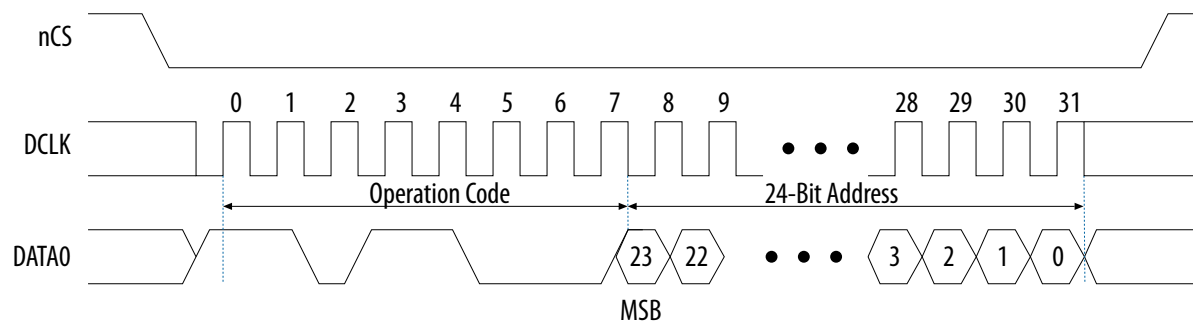 nCS
0 1 2 3 4 5 6 7 8 9 28 29 30 31
DCLK
Operation Code 24-Bit Address
DATA0 23 22 3 2 1 0
MSB